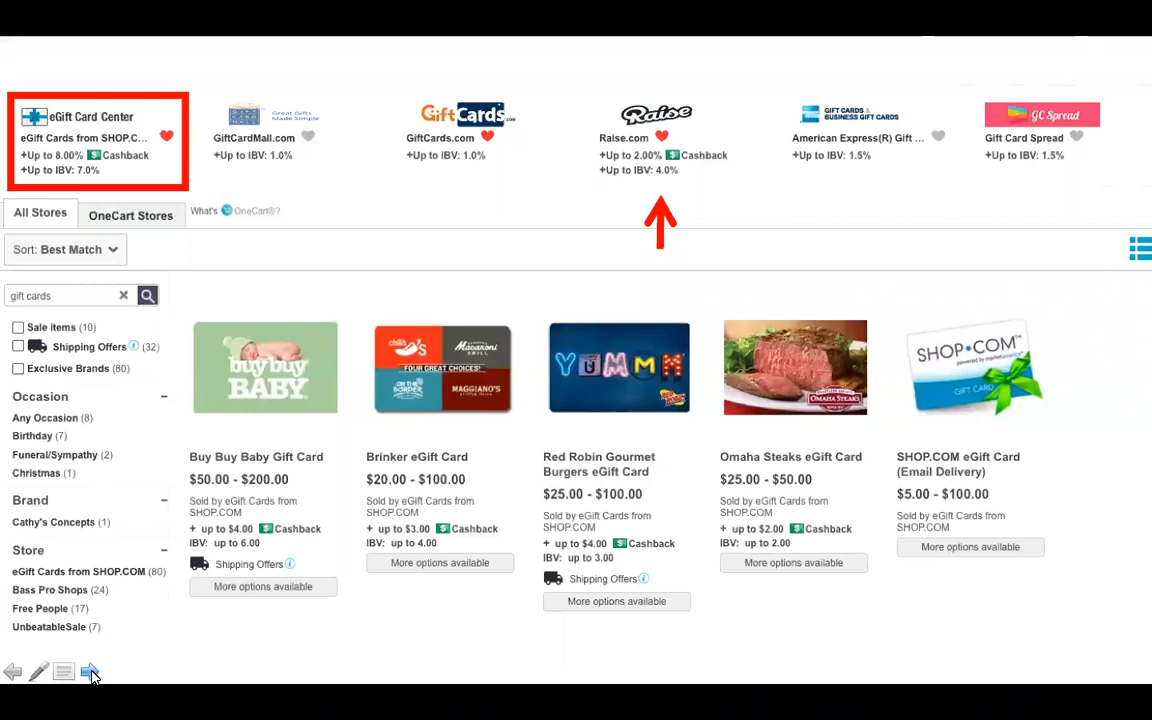 eGift Card Center
eGift Cards from SHOP.C...
+Up to 8.00% Cashback
+Up to IBV: 7.0%
Great Gifts
Made Simple
GiftCardMall.com
+Up to IBV: 1.0%
GiftCards.com
GiftCards.com
+Up to IBV: 1.0%
Raise
Raise.com
+Up to 2.00% Cashback
+Up to IBV: 4.0%
GIFT CARDS &
BUSINESS GIFT CARDS
American Express(R) Gift ...
+Up to IBV: 1.5%
GC Spread
Gift Card Spread
+Up to IBV: 1.5%
All Stores
OneCart Stores
What's OneCart®?
Sort: Best Match
gift cards
Sale items (10)
Shipping Offers (32)
Exclusive Brands (80)
Occasion
Any Occasion (8)
Birthday (7)
Funeral/Sympathy (2)
Christmas (1)
Brand
Cathy's Concepts (1)
Store
eGift Cards from SHOP.COM (80)
Bass Pro Shops (24)
Free People (17)
UnbeatableSale (7)
buy buy
BABY
Buy Buy Baby Gift Card
$50.00 - $200.00
Sold by eGift Cards from
SHOP.COM
+ up to $4.00 Cashback
IBV: up to 6.00
Shipping Offers
More options available
chili's
Macaroni
GRILL
FOUR GREAT CHOICES!
ON THE
BORDER
MAGGIANO'S
Brinker eGift Card
$20.00 - $100.00
Sold by eGift Cards from
SHOP.COM
+ up to $3.00 Cashback
IBV: up to 4.00
More options available
YUMMM
Red Robin Gourmet
Burgers eGift Card
$25.00 - $100.00
Sold by eGift Cards from
SHOP.COM
+ up to $4.00 Cashback
IBV: up to 3.00
Shipping Offers
More options available
OMAHA STEAKS
Omaha Steaks eGift Card
$25.00 - $50.00
Sold by eGift Cards from
SHOP.COM
+ up to $2.00 Cashback
IBV: up to 2.00
More options available
SHOP.COM
powered by marketamerica
GIFT CARD
SHOP.COM eGift Card
(Email Delivery)
$5.00 - $100.00
Sold by eGift Cards from
SHOP.COM
More options available